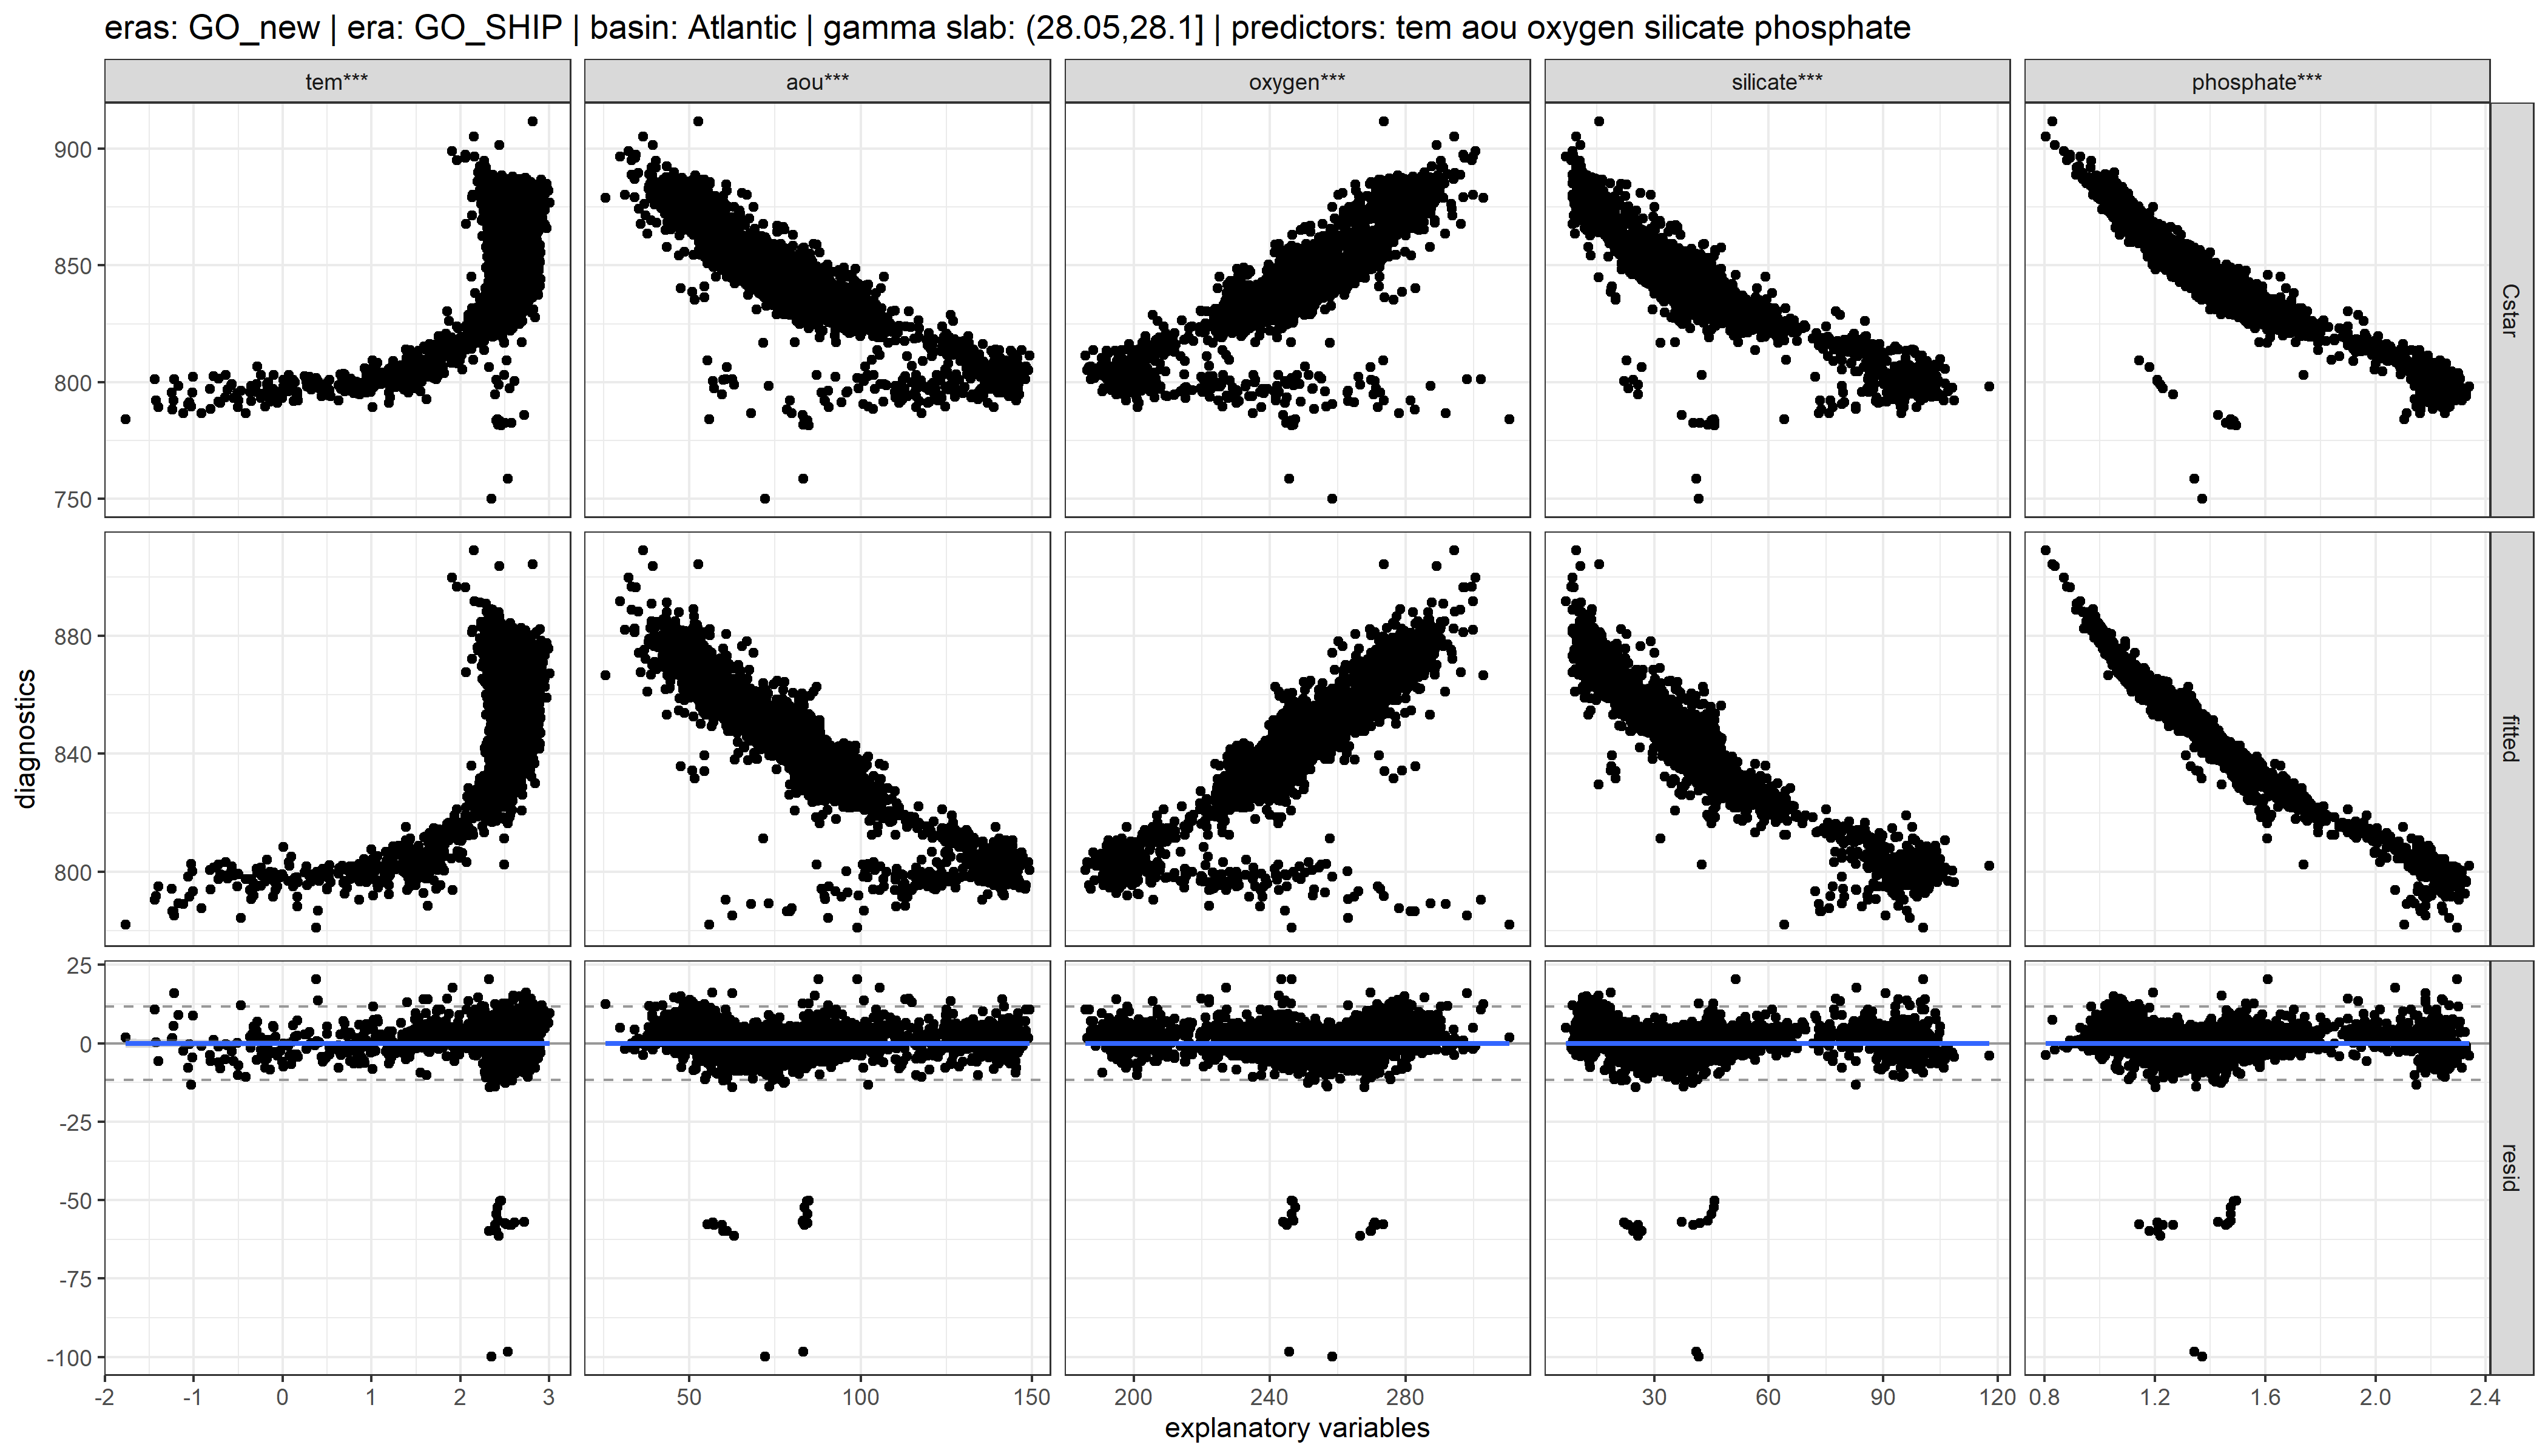 eras: GO_new | era: GO_SHIP | basin: Atlantic | gamma slab: (28.05,28.1] | predictors: tem aou oxygen silicate phosphate
tem*** aou*** oxygen*** silicate*** phosphate***
900
850
800
750
Cstar
880
840
800
fitted
diagnostics
25
0
-25
-50
-75
-100
resid
-2 -1 0 1 2 3 50 100 150 200 240 280 30 60 90 120 0.8 1.2 1.6 2.0 2.4
explanatory variables